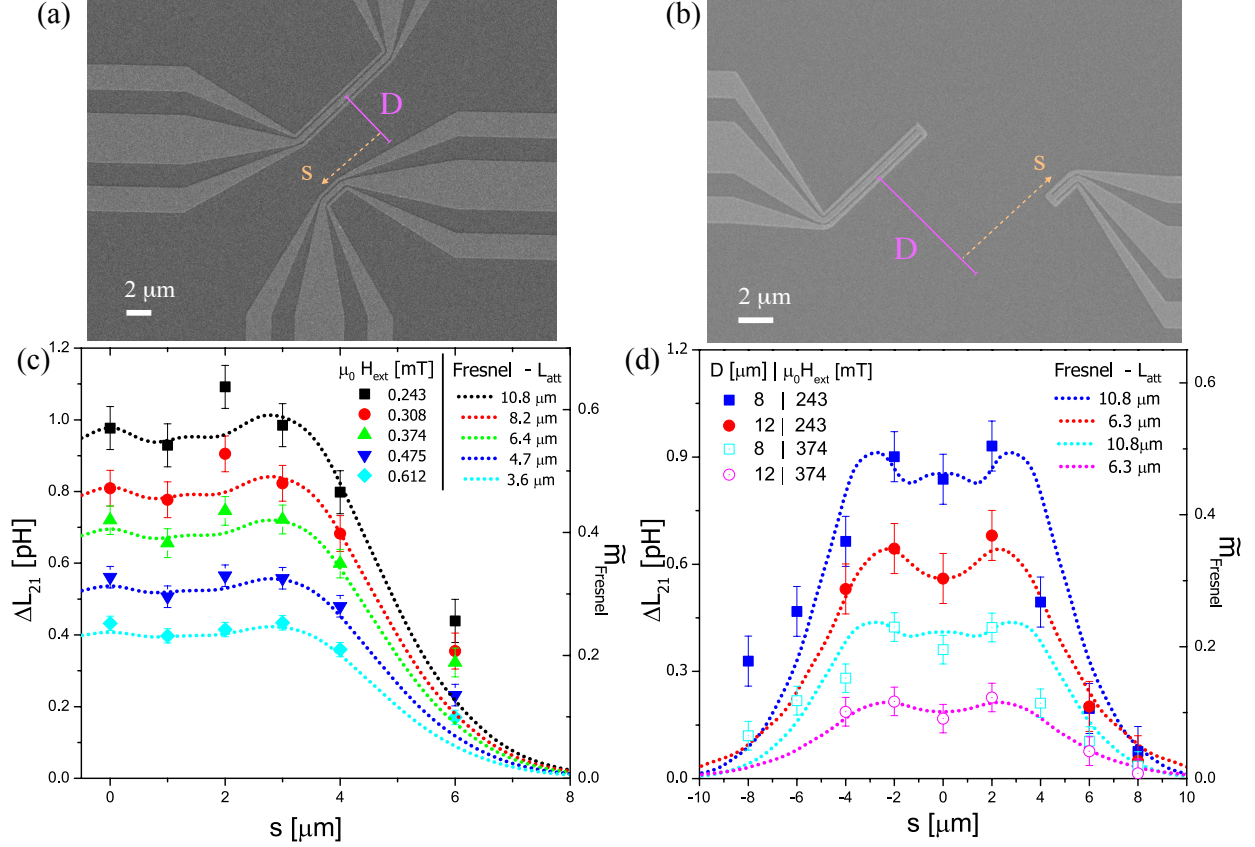 (a)
D
s
2 μm
(b)
s
D
2 μm
(c)
1.2
1.0
0.8
0.6
0.4
0.2
0.0
ΔL21 [pH]
μ0 Hext [mT]
0.243
0.308
0.374
0.475
0.612
Fresnel - Latt
10.8 μm
8.2 μm
6.4 μm
4.7 μm
3.6 μm
0.6
0.4
0.2
0.0
m̃Fresnel
0 2 4 6 8
s [μm]
(d)
1.2
0.9
0.6
0.3
0.0
ΔL21 [pH]
D [μm] | μ0Hext [mT]
8 | 243
12 | 243
8 | 374
12 | 374
Fresnel - Latt
10.8 μm
6.3 μm
10.8μm
6.3 μm
0.6
0.4
0.2
0.0
m̃Fresnel
-10 -8 -6 -4 -2 0 2 4 6 8 10
s [μm]